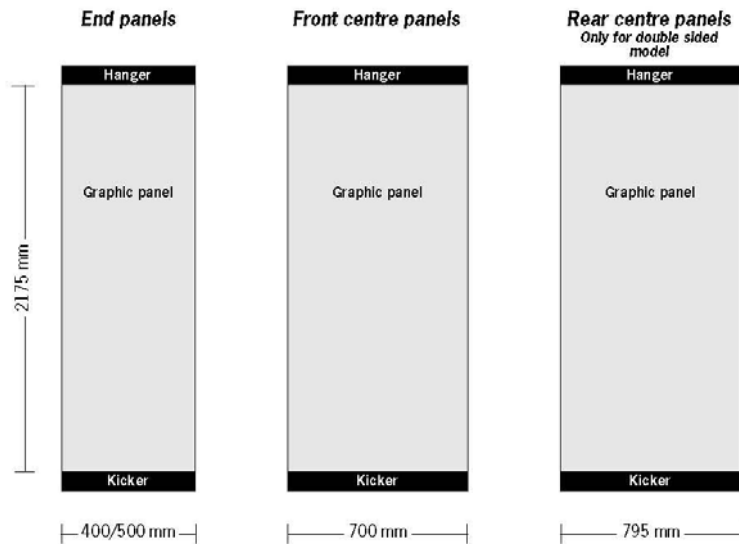 End panels
Front centre panels
Rear centre panels
Only for double sided
model
Hanger
Hanger
Hanger
Graphic panel
Graphic panel
Graphic panel
2175 mm
Kicker
Kicker
Kicker
400/500 mm
700 mm
795 mm